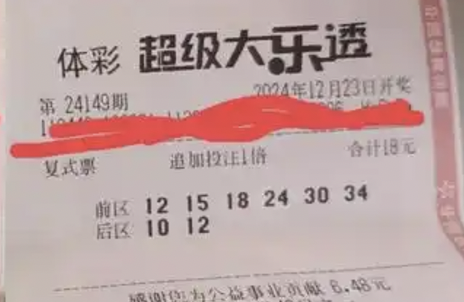 体彩 超级大乐透
第 24149期 2024年12月23日开奖
复式票 追加投注1倍 合计18元
前区 12 15 18 24 30 34
后区 10 12
感谢您为公益事业贡献 6.48元